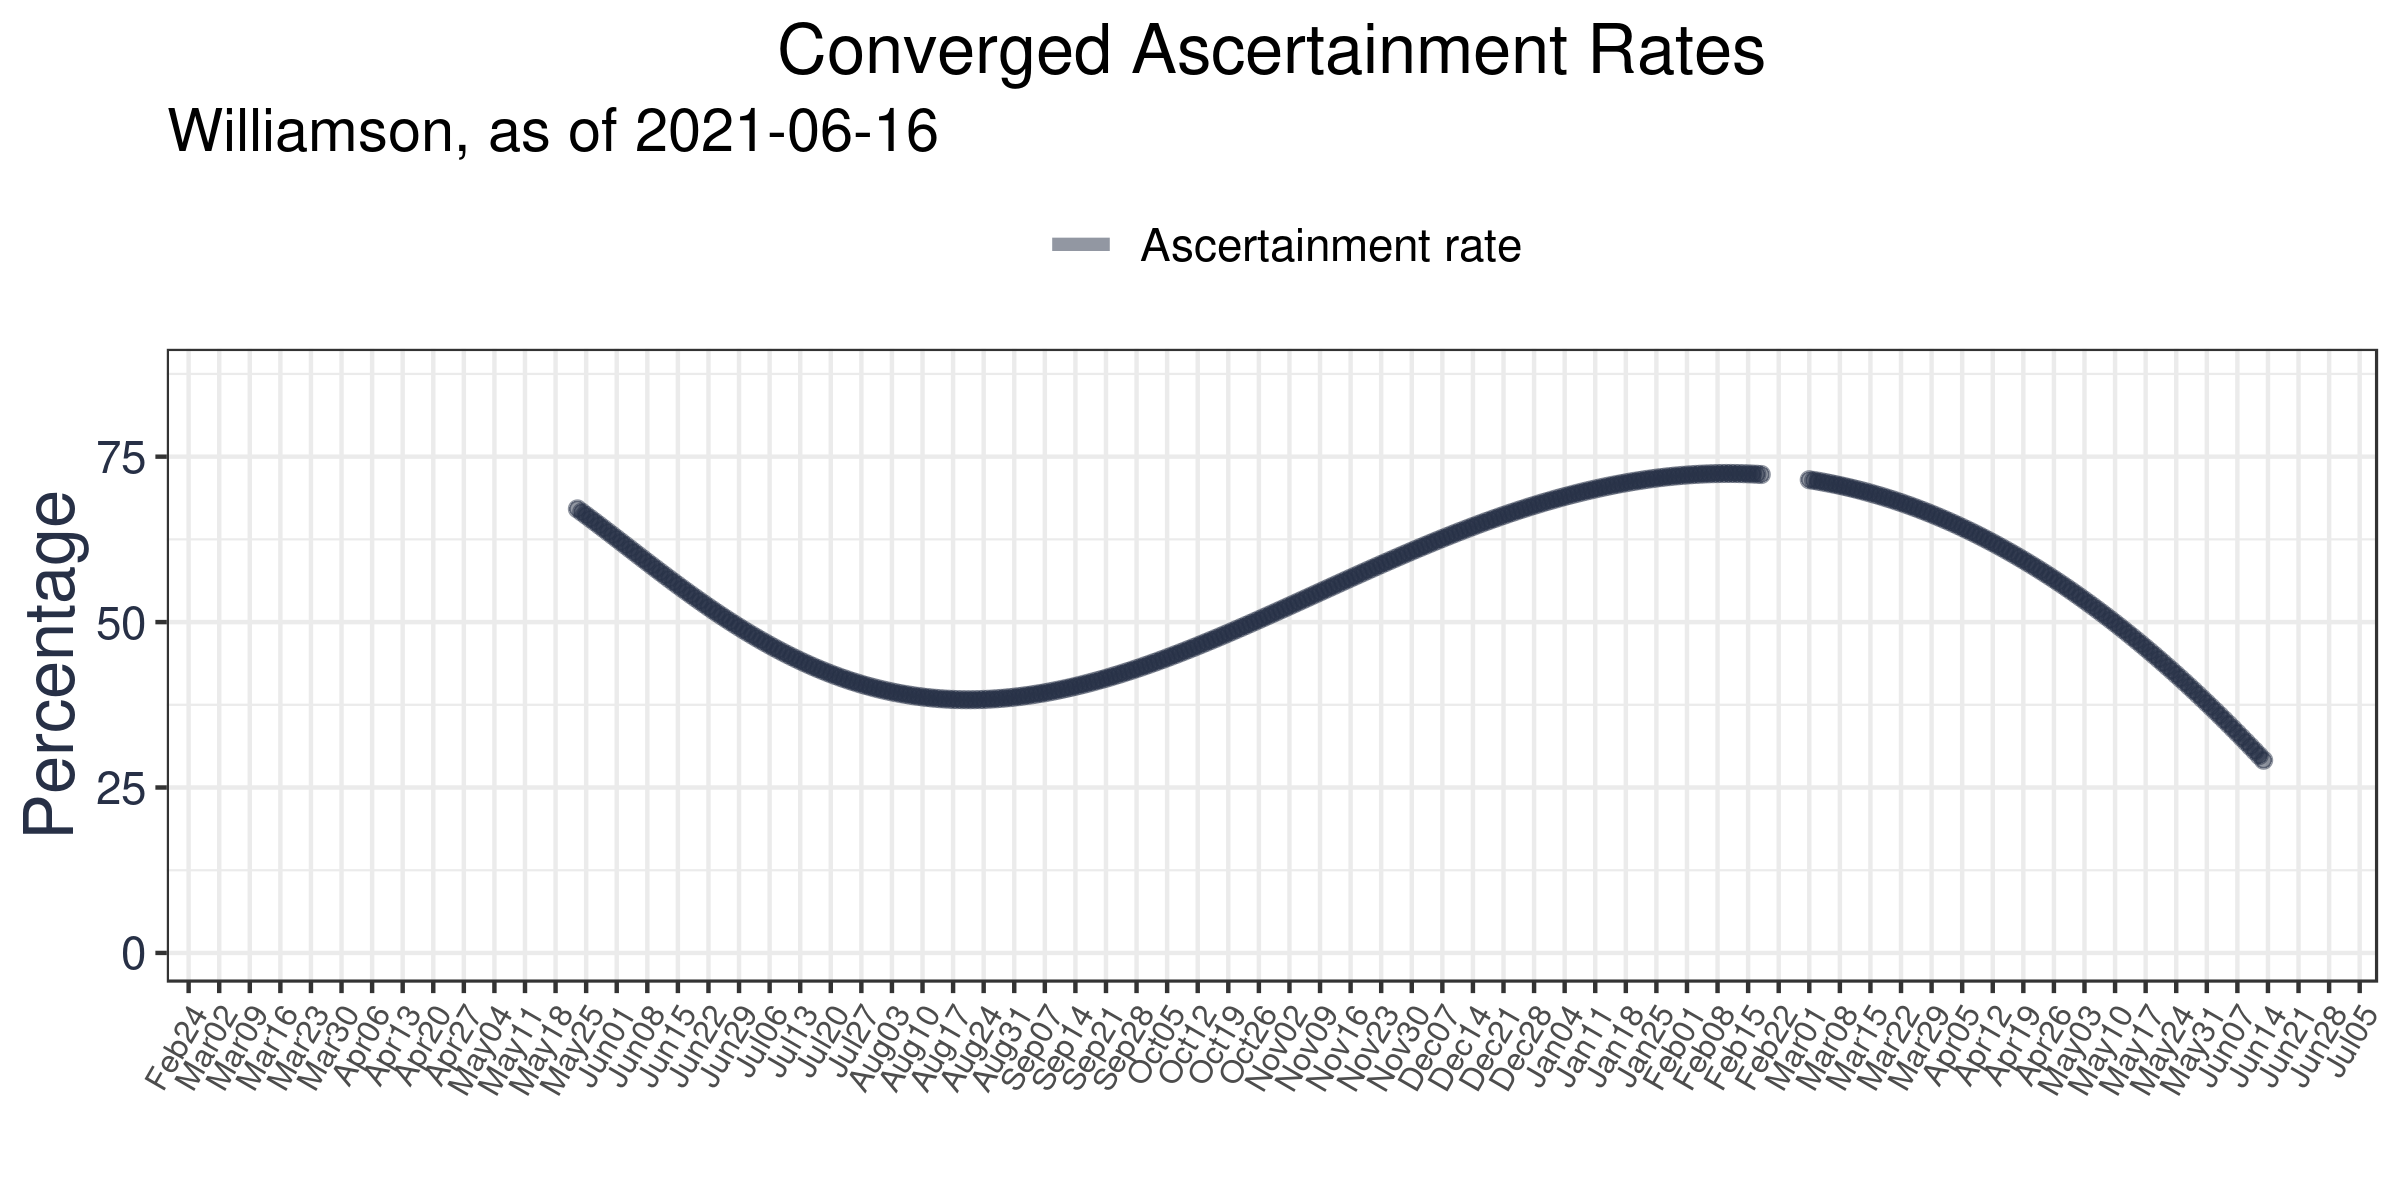 Converged Ascertainment Rates
Williamson, as of 2021-06-16
Ascertainment rate
Percentage
75
50
25
0
Feb24 Mar02 Mar09 Mar16 Mar23 Mar30 Apr06 Apr13 Apr20 Apr27 May04 May11 May18 May25 Jun01 Jun08 Jun15 Jun22 Jun29 Jul06 Jul13 Jul20 Jul27 Aug03 Aug10 Aug17 Aug24 Aug31 Sep07 Sep14 Sep21 Sep28 Oct05 Oct12 Oct19 Oct26 Nov02 Nov09 Nov16 Nov23 Nov30 Dec07 Dec14 Dec21 Dec28 Jan04 Jan11 Jan18 Jan25 Feb01 Feb08 Feb15 Feb22 Mar01 Mar08 Mar15 Mar22 Mar29 Apr05 Apr12 Apr19 Apr26 May03 May10 May17 May24 May31 Jun07 Jun14 Jun21 Jun28 Jul05